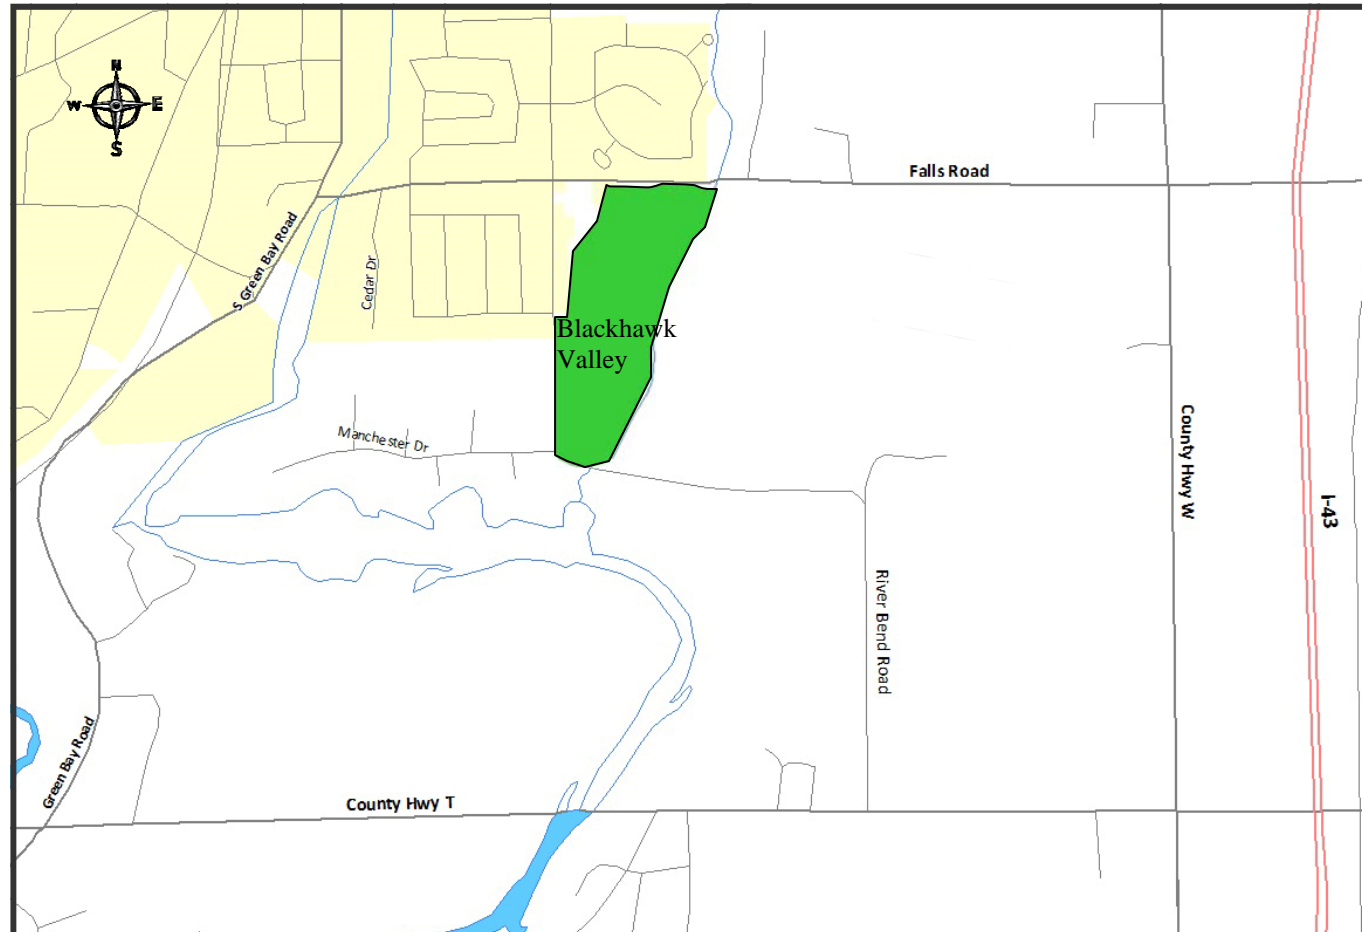 N
W E
S
Falls Road
S Green Bay Road
Cedar Dr
Blackhawk
Valley
Manchester Dr
County Hwy W
I-43
River Bend Road
Green Bay Road
County Hwy T